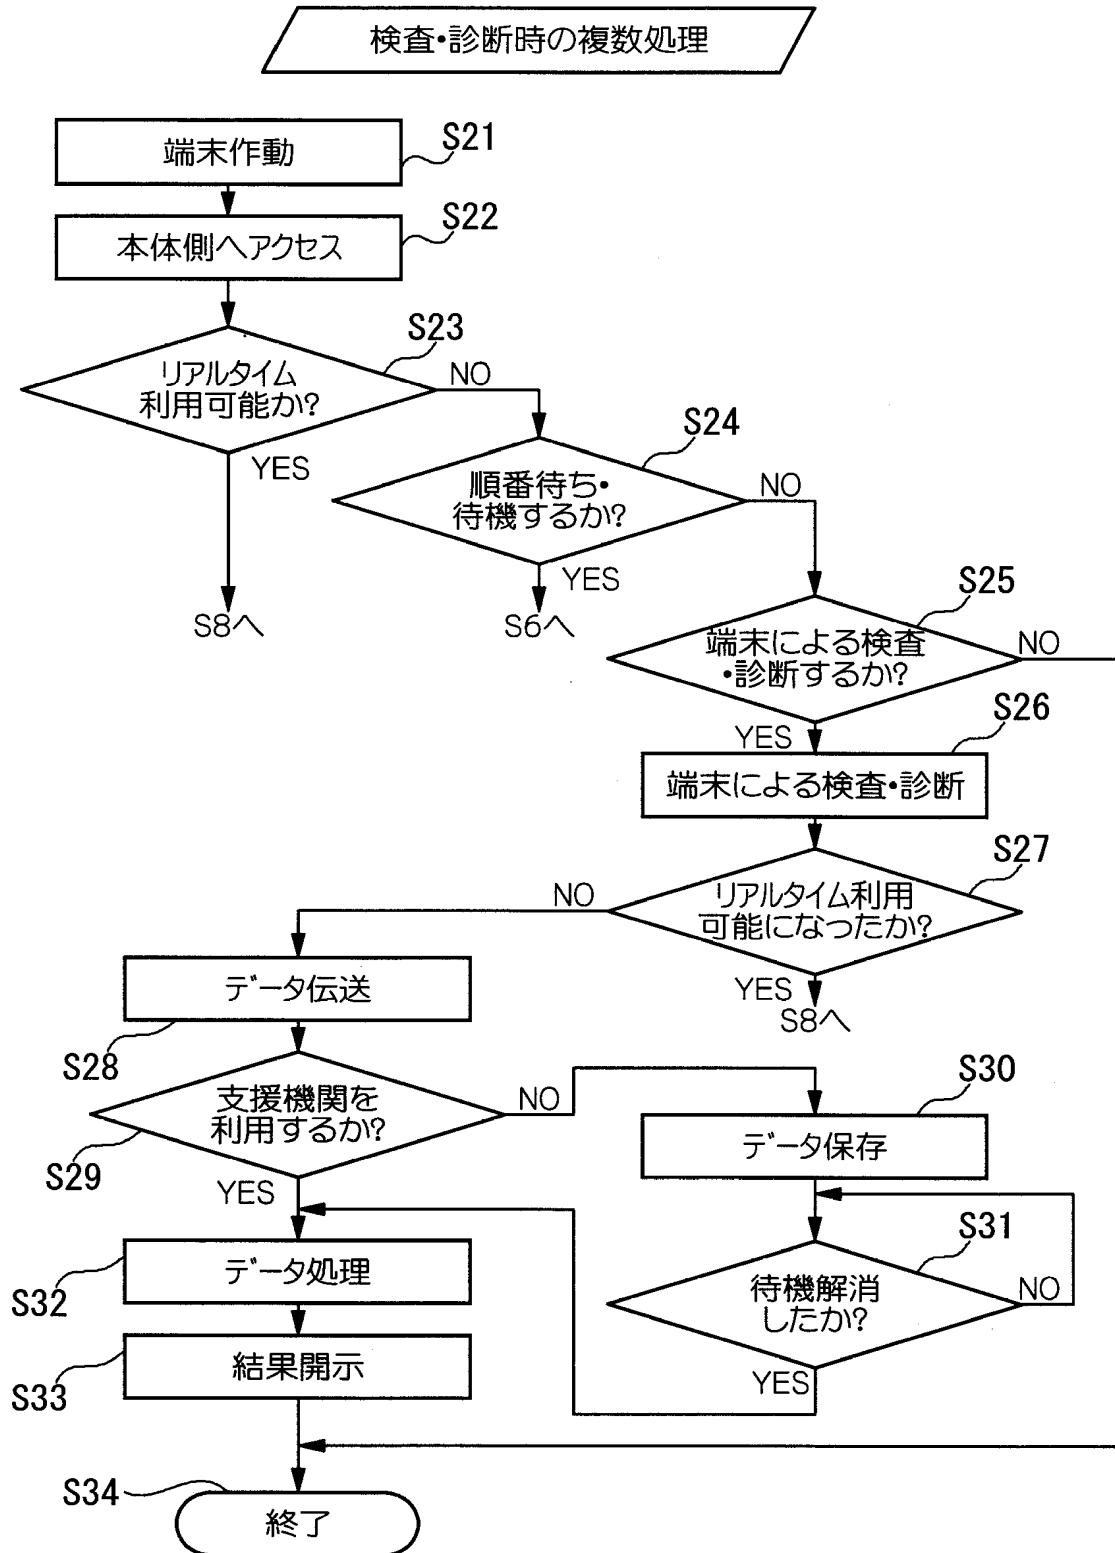 検査・診断時の複数処理
端末作動
S21
本体側へアクセス
S22
リアルタイム
利用可能か?
S23
NO
YES
S8へ
順番待ち・
待機するか?
S24
NO
YES
S6へ
端末による検査
・診断するか?
S25
NO
YES
端末による検査・診断
S26
リアルタイム利用
可能になったか?
S27
NO
YES
S8へ
データ伝送
S28
支援機関を
利用するか?
S29
NO
YES
データ保存
S30
待機解消
したか?
S31
NO
YES
データ処理
S32
結果開示
S33
S34
終了